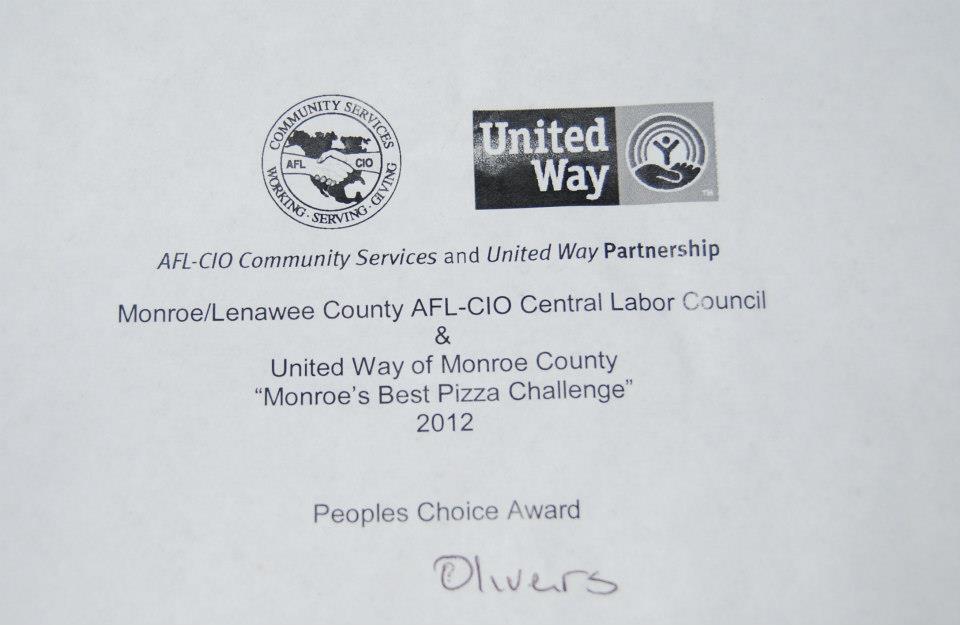 COMMUNITY SERVICES
AFL CIO
WORKING · SERVING · GIVING
United
Way
TM
AFL-CIO Community Services and United Way Partnership
Monroe/Lenawee County AFL-CIO Central Labor Council
&
United Way of Monroe County
“Monroe’s Best Pizza Challenge”
2012
Peoples Choice Award
Olivers